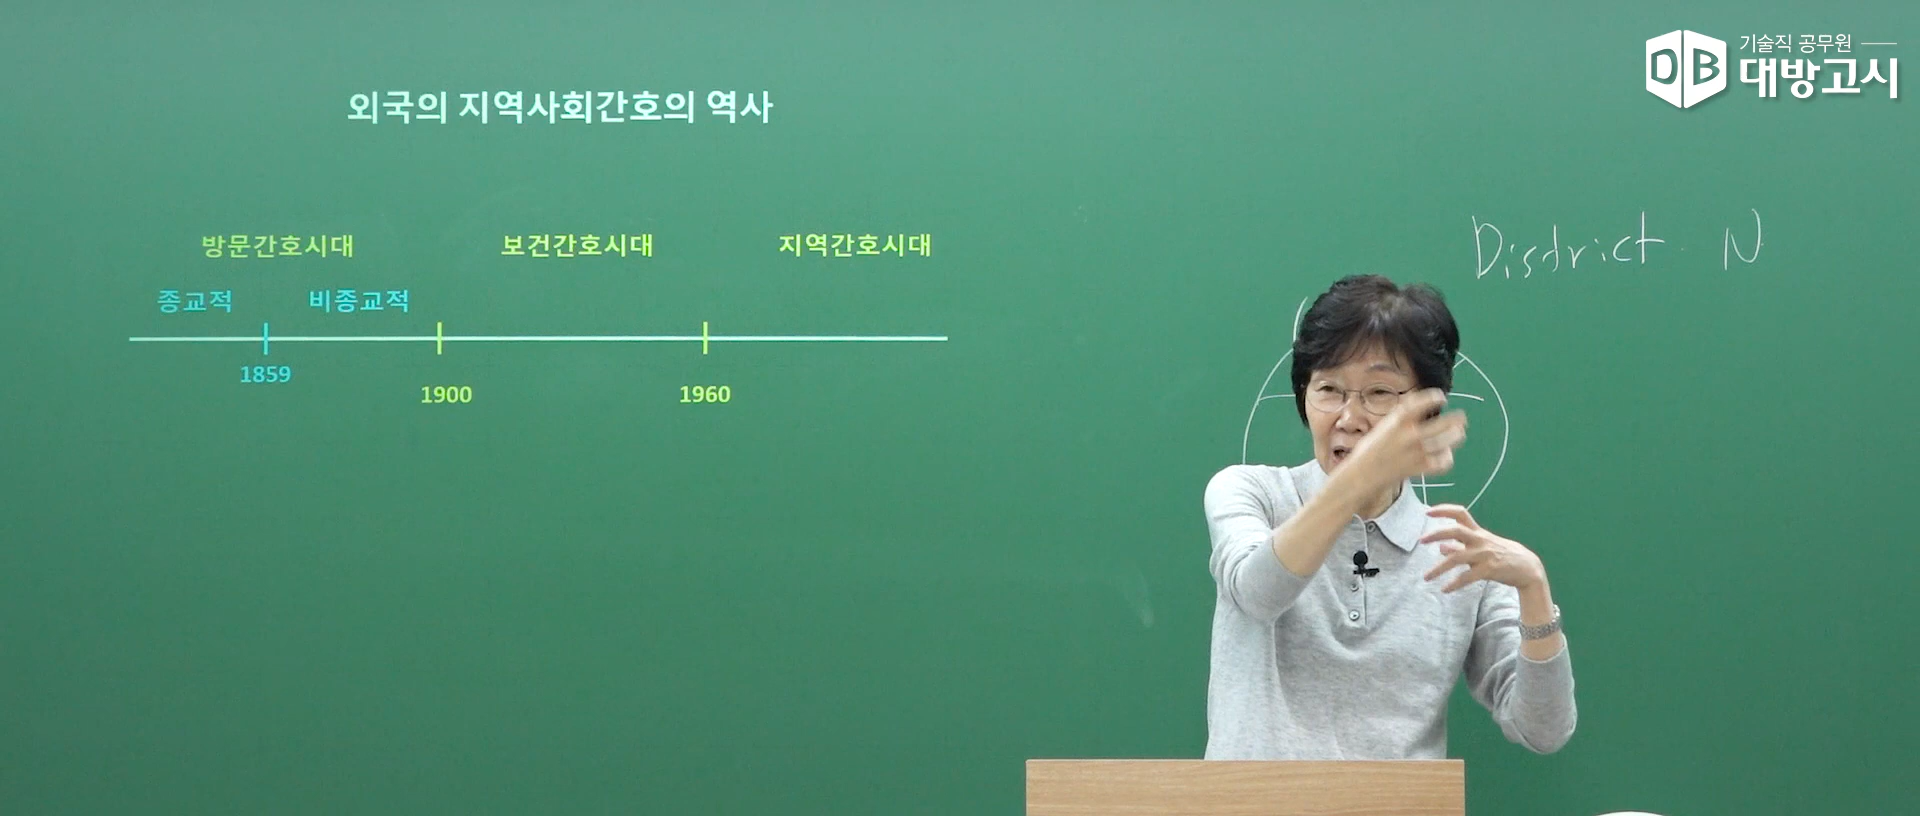 기술직 공무원
대방고시
외국의 지역사회간호의 역사
방문간호시대 보건간호시대 지역간호시대
종교적 비종교적
1859
1900 1960
District N